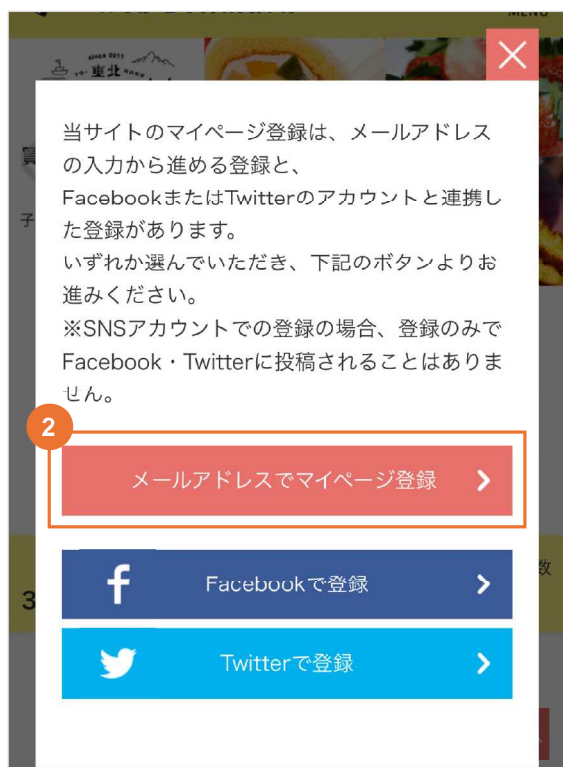 MENU
SINCE 2011
東北
当サイトのマイページ登録は、メールアドレス
の入力から進める登録と、
FacebookまたはTwitterのアカウントと連携し
た登録があります。
いずれか選んでいただき、下記のボタンよりお
進みください。
※SNSアカウントでの登録の場合、登録のみで
Facebook・Twitterに投稿されることはありま
せん。
2
メールアドレスでマイページ登録
Facebookで登録
Twitterで登録
子
数
3